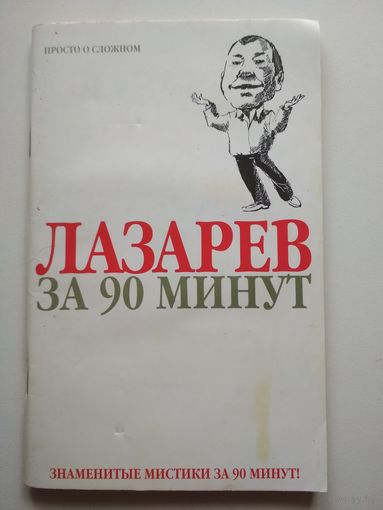 ПРОСТО О СЛОЖНОМ
ЛАЗАРЕВ
ЗА 90 МИНУТ
ЗНАМЕНИТЫЕ МИСТИКИ ЗА 90 МИНУТ!